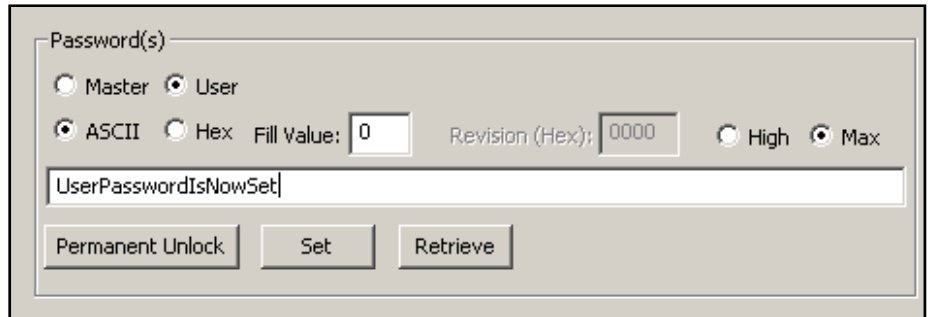 Password(s)
Master User
ASCII Hex Fill Value: 0 Revision (Hex): 0000 High Max
UserPasswordIsNowSet
Permanent Unlock Set Retrieve